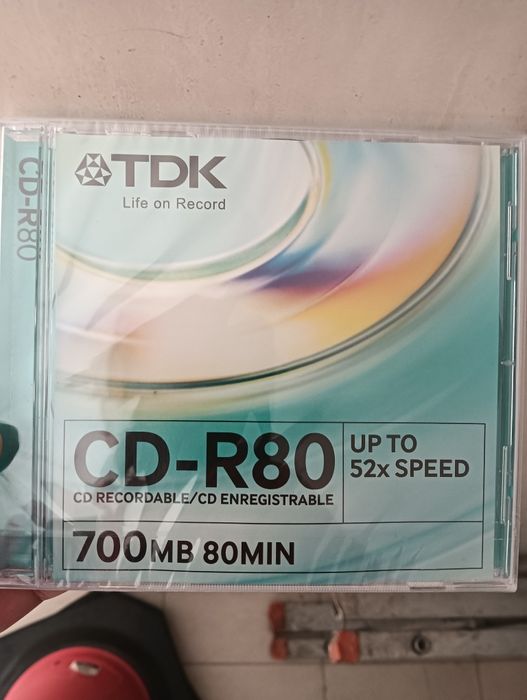 CD-R80
TDK
Life on Record
CD-R80
CD RECORDABLE/CD ENREGISTRABLE
UP TO
52x SPEED
700MB 80MIN